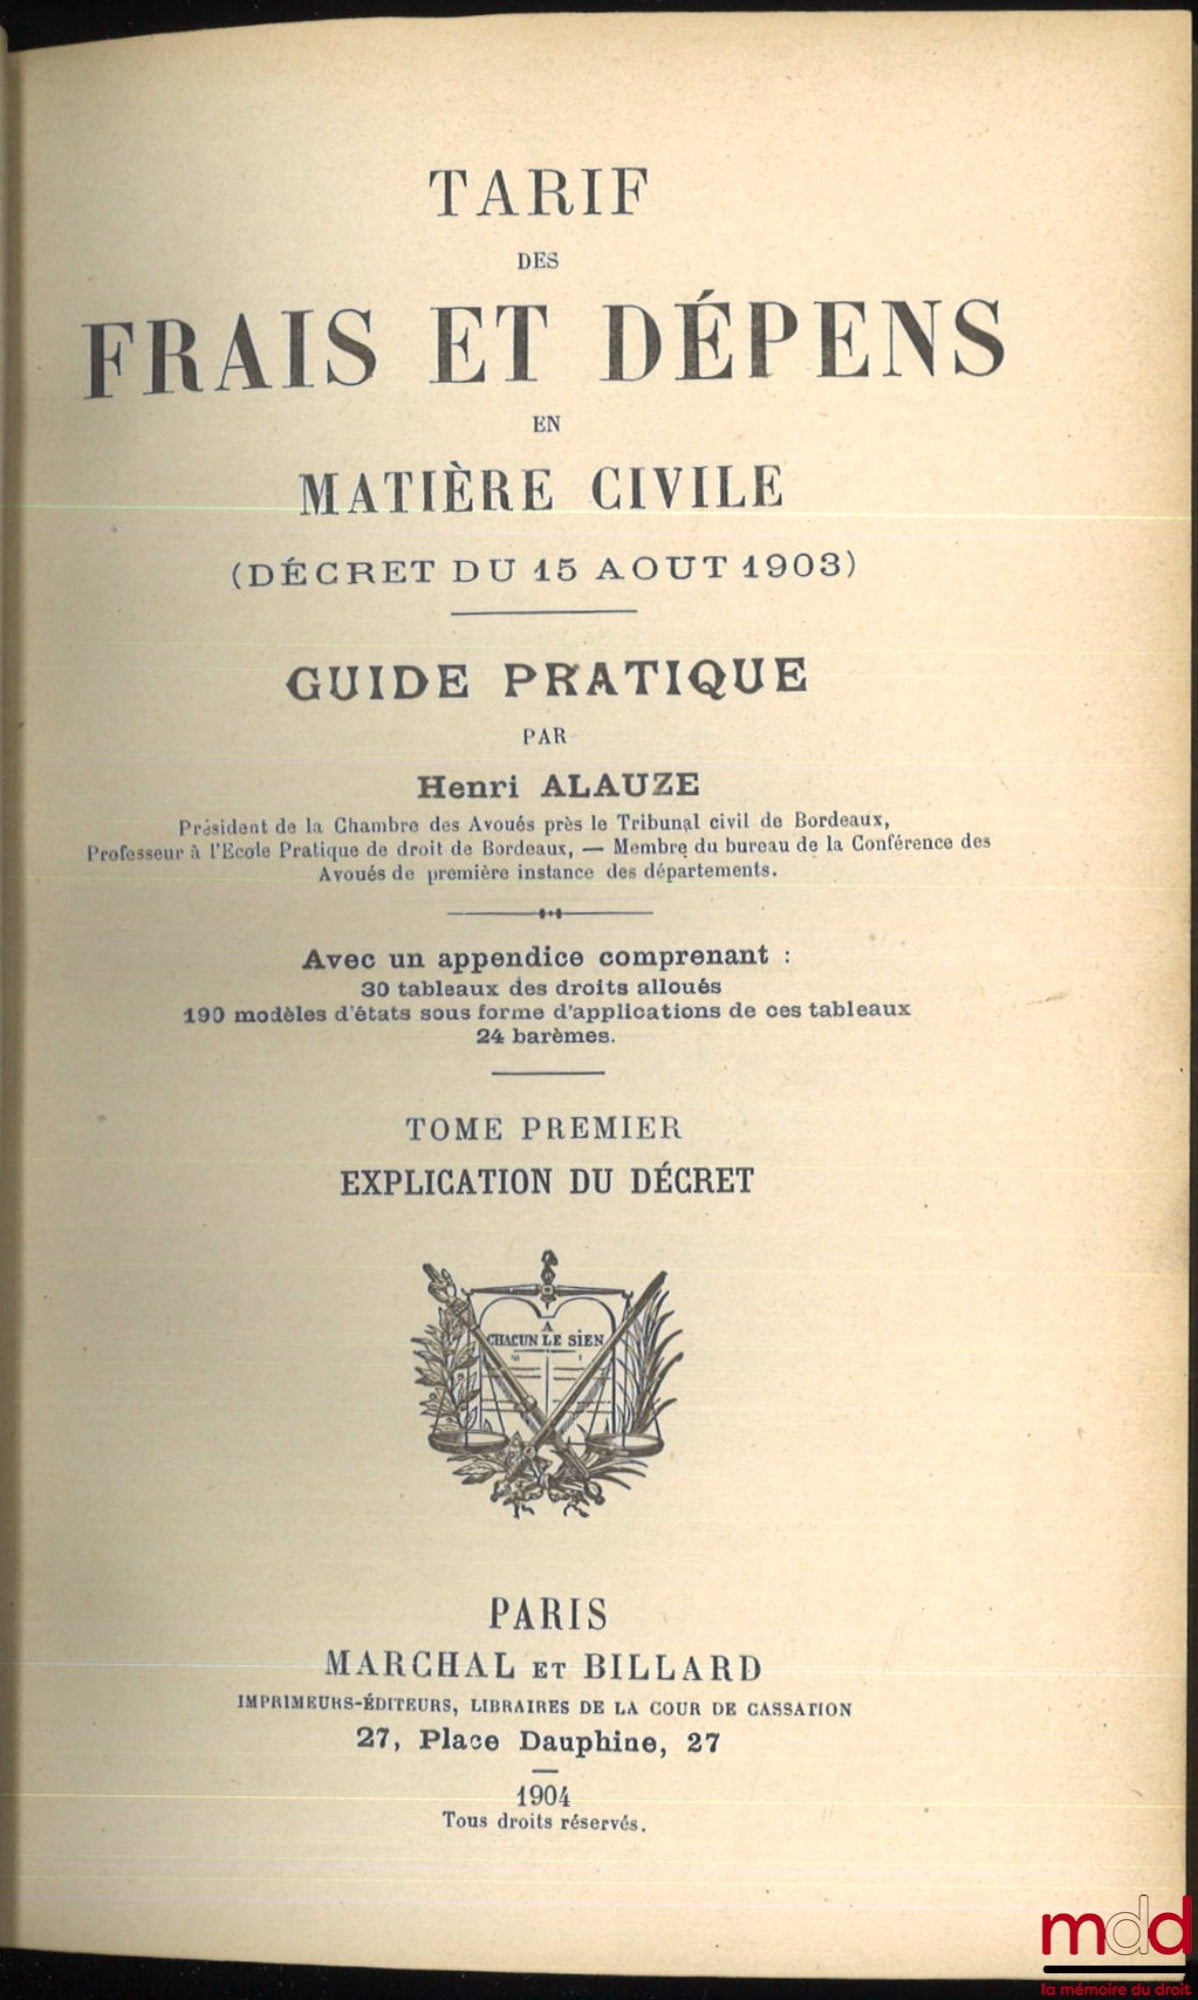 TARIF
DES
FRAIS ET DÉPENS
EN
MATIÈRE CIVILE
(DÉCRET DU 15 AOUT 1903)
GUIDE PRATIQUE
PAR
Henri ALAUZE
Président de la Chambre des Avoués près le Tribunal civil de Bordeaux,
Professeur à l'Ecole Pratique de droit de Bordeaux, — Membre du bureau de la Conférence des
Avoués de première instance des départements.
Avec un appendice comprenant :
30 tableaux des droits alloués
190 modèles d'états sous forme d'applications de ces tableaux
24 barèmes.
TOME PREMIER
EXPLICATION DU DÉCRET
A
CHACUN LE SIEN
PARIS
MARCHAL ET BILLARD
IMPRIMEURS-ÉDITEURS, LIBRAIRES DE LA COUR DE CASSATION
27, Place Dauphine, 27
1904
Tous droits réservés.
mdd
la mémoire du droit